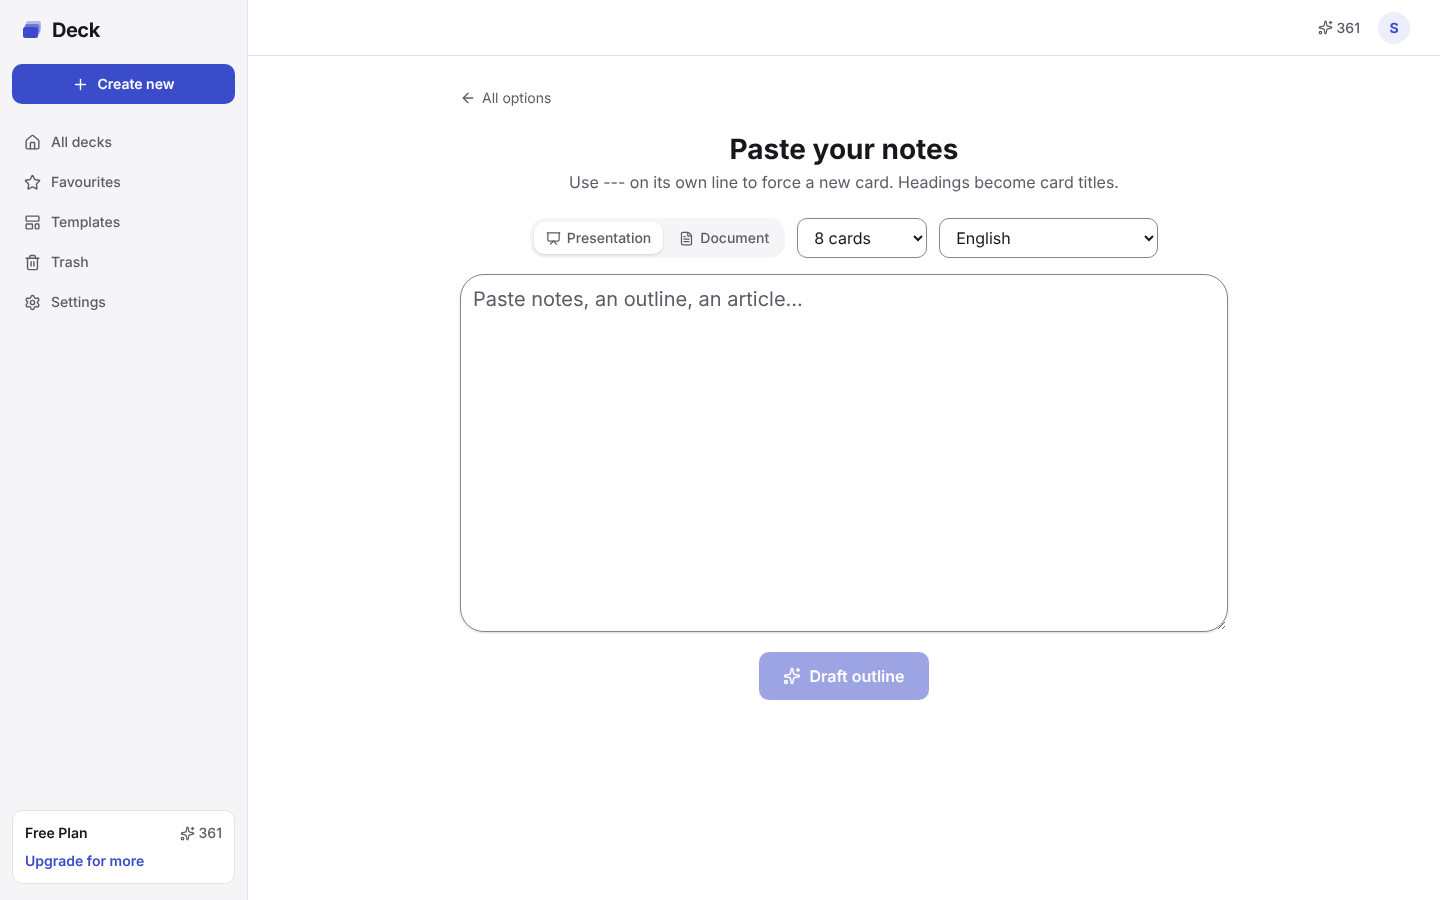 Deck
Create new
All decks
Favourites
Templates
Trash
Settings
Free Plan 361
Upgrade for more
361 S
All options
Paste your notes
Use --- on its own line to force a new card. Headings become card titles.
Presentation Document 8 cards English
Paste notes, an outline, an article...
Draft outline